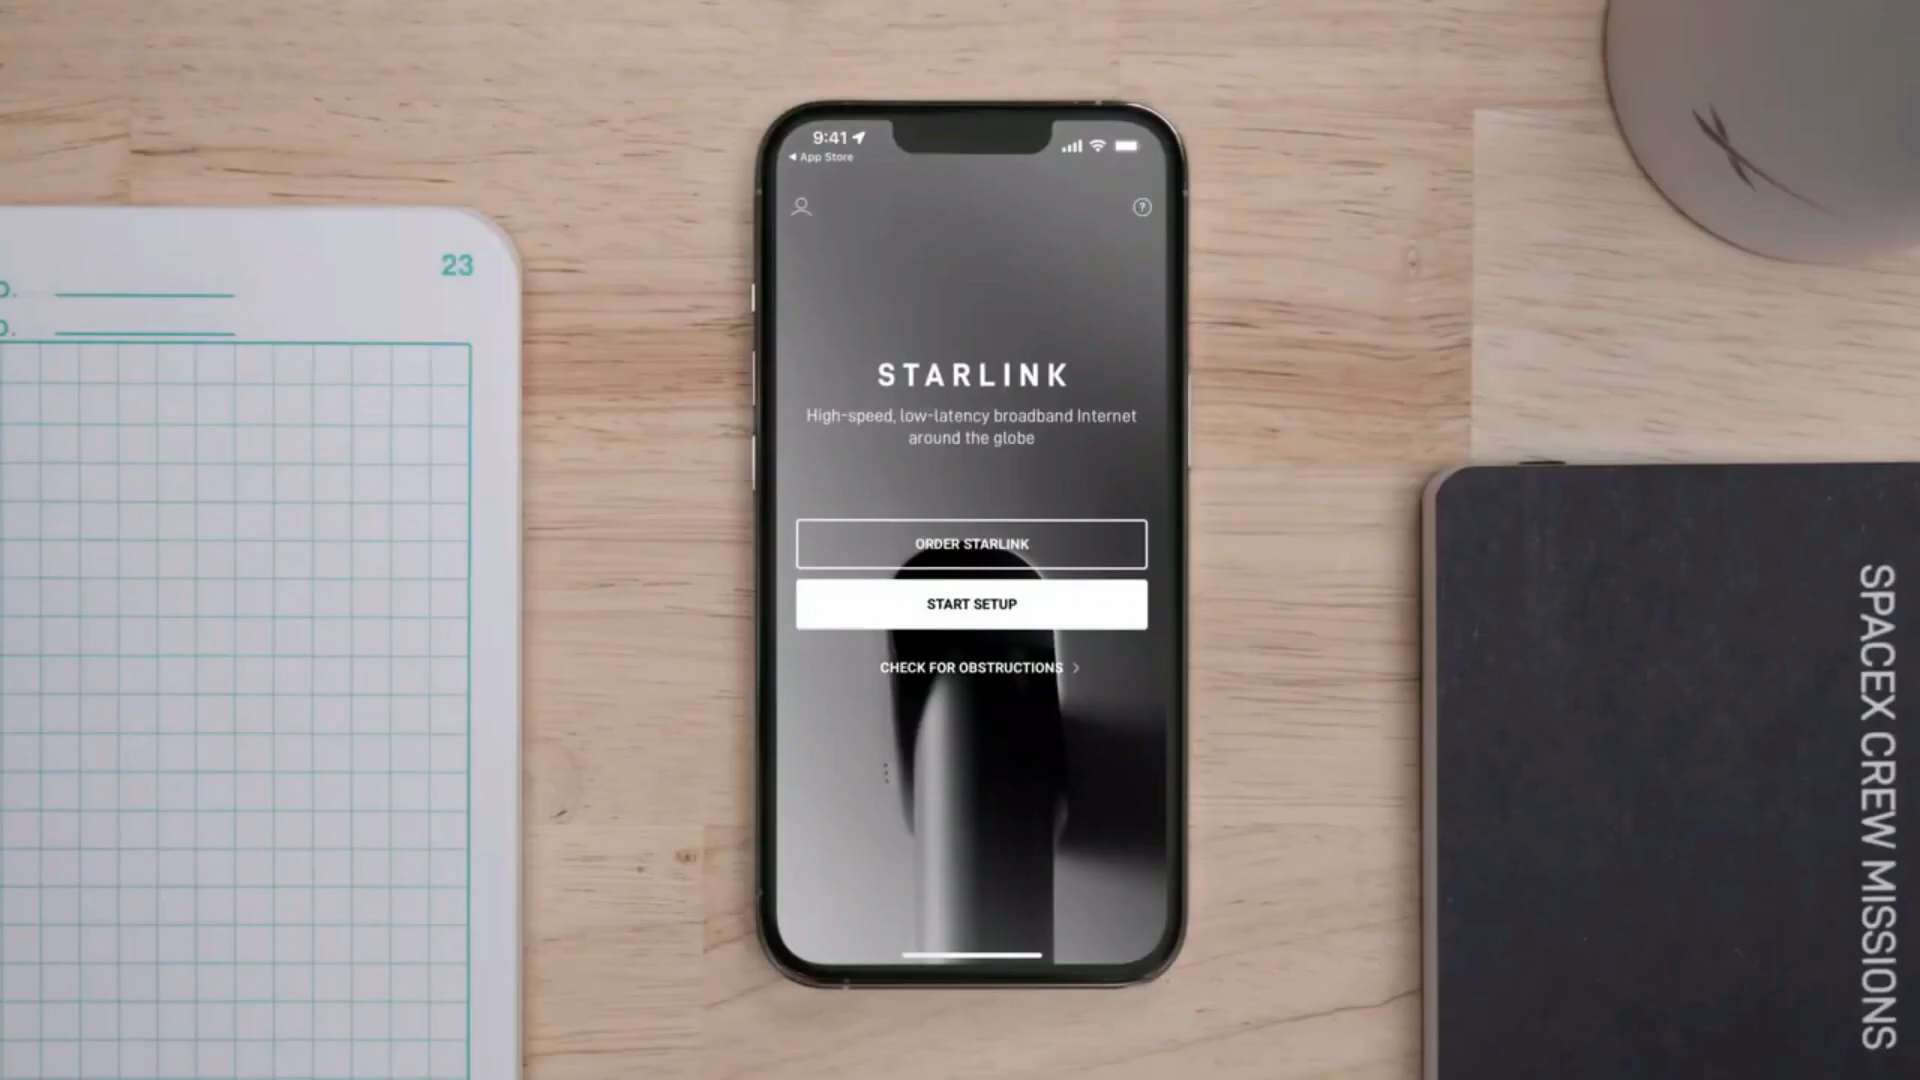 9:41
App Store
STARLINK
High-speed, low-latency broadband Internet
around the globe
ORDER STARLINK
START SETUP
CHECK FOR OBSTRUCTIONS
23
SPACEX CREW MISSIONS